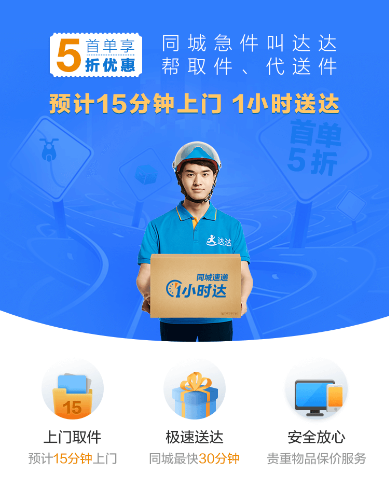 首单享
5折优惠
同城急件叫达达
帮取件、代送件
预计15分钟上门 1小时送达
首单
5折
达达
同城速递
1小时达
15
上门取件
极速送达
安全放心
预计15分钟上门
同城最快30分钟
贵重物品保价服务